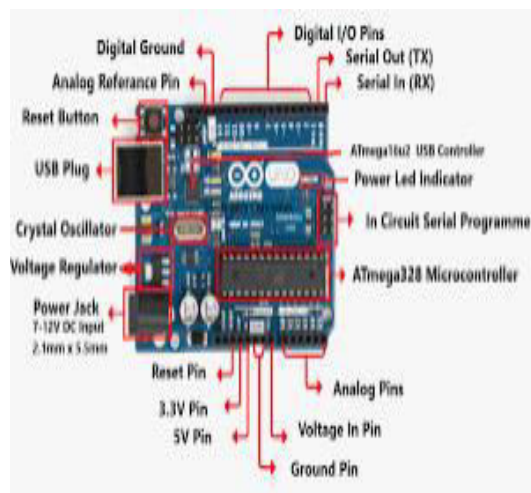 Digital I/O Pins
Digital Ground
Serial Out (TX)
Analog Referance Pin
Serial In (RX)
Reset Button
ATmega16u2 USB Controller
USB Plug
Power Led Indicator
UNO
In Circuit Serial Programme
Crystal Oscillator
Voltage Regulator
ATmega328 Microcontroller
Power Jack
7-12V DC Input
2.1mm x 5.5mm
Reset Pin
Analog Pins
3.3V Pin
5V Pin
Voltage In Pin
Ground Pin